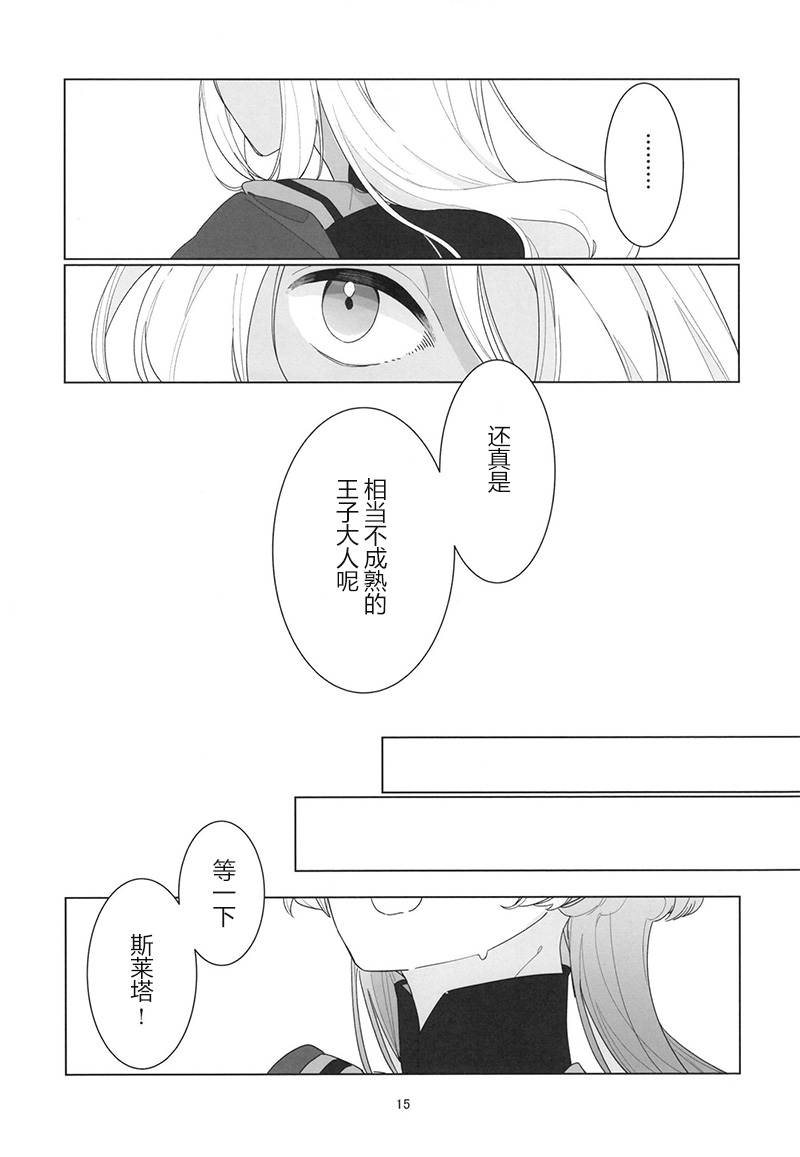 ………
还真是
相当不成熟的
王子大人呢
等一下
斯莱塔！
15